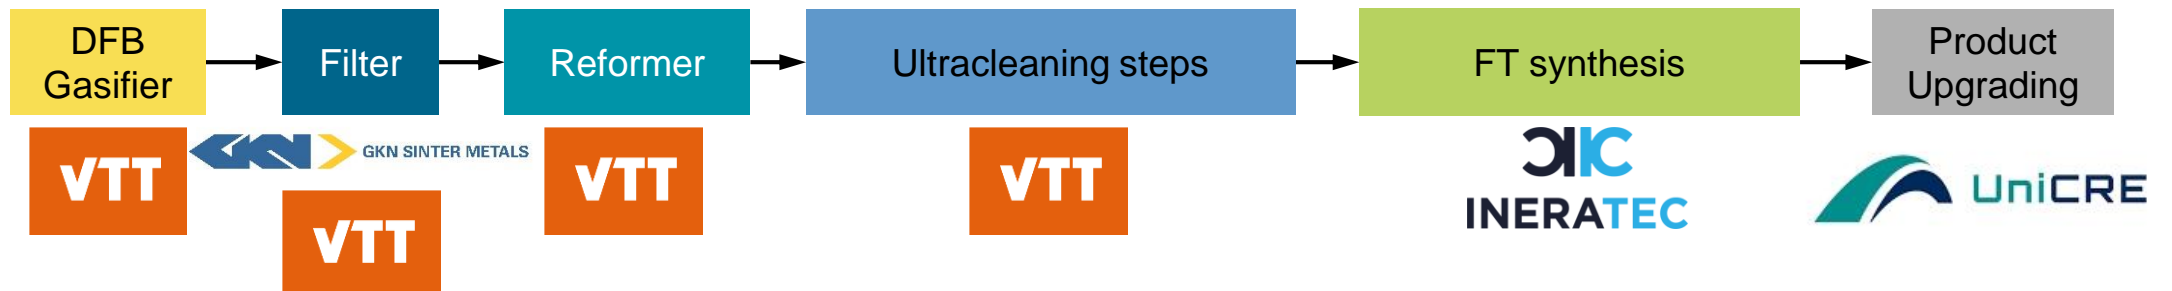 DFB
Gasifier
Filter
Reformer
Ultracleaning steps
FT synthesis
Product
Upgrading
VTT
GKN GKN SINTER METALS
VTT
VTT
VTT
INERATEC
UniCRE